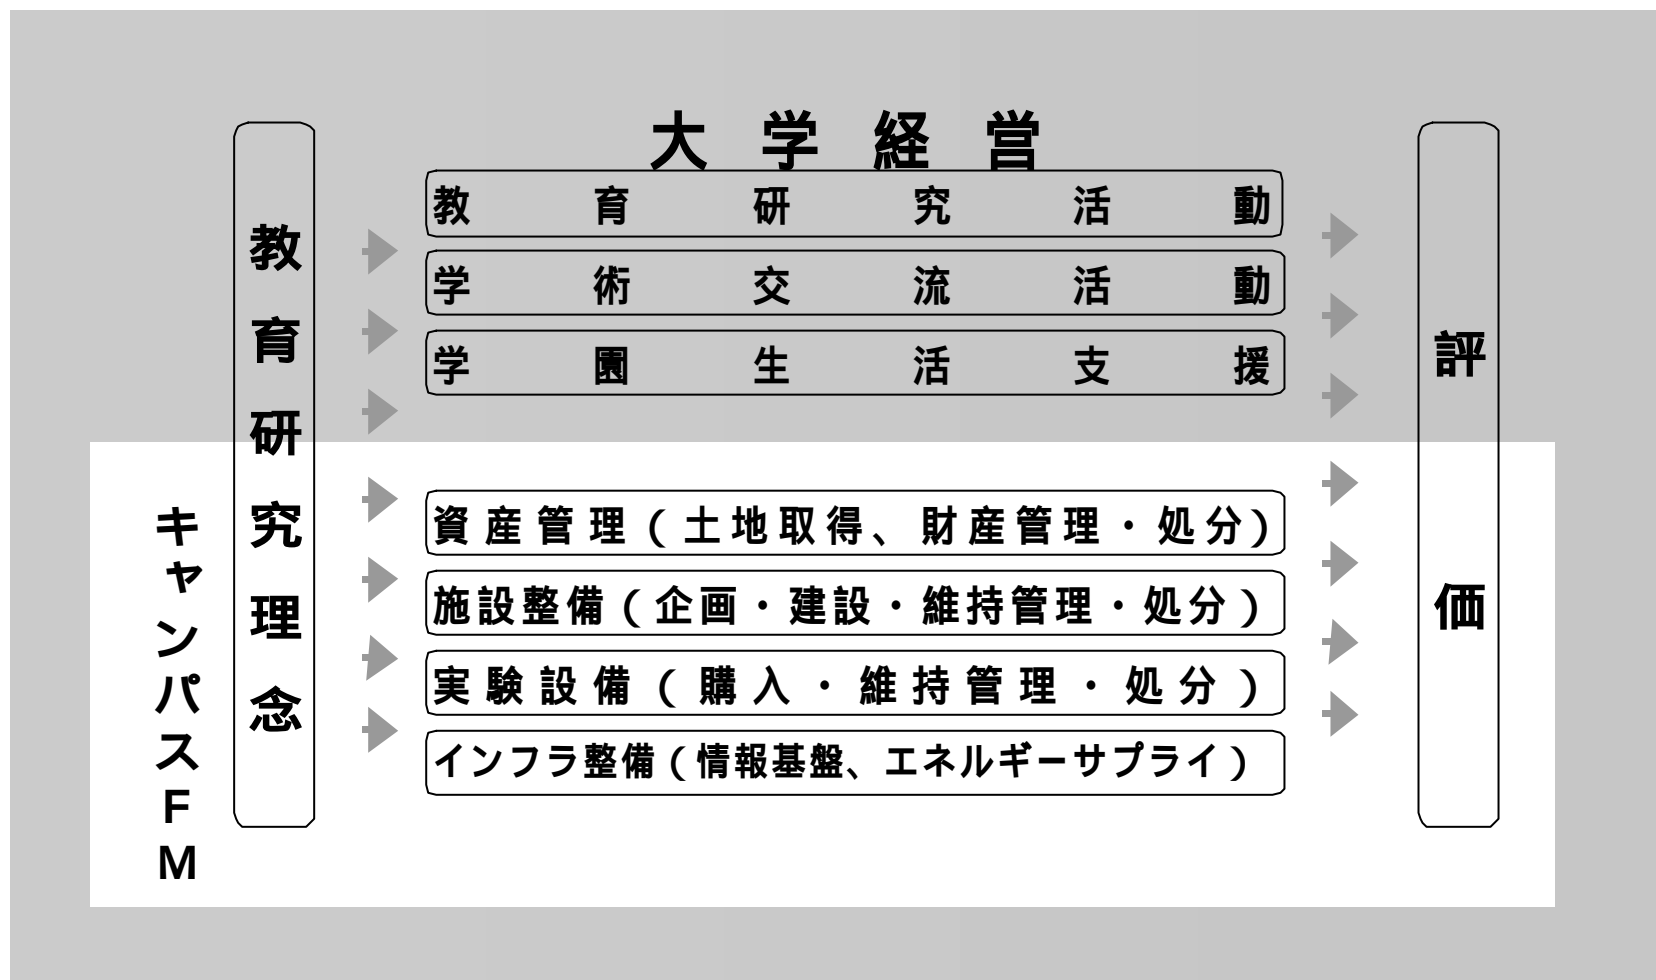 大学経営
教育研究理念
教育研究活動
学術交流活動
学園生活支援
資産管理(土地取得、財産管理・処分)
施設整備(企画・建設・維持管理・処分)
実験設備(購入・維持管理・処分)
インフラ整備(情報基盤、エネルギーサプライ)
評価
キャンパスFM